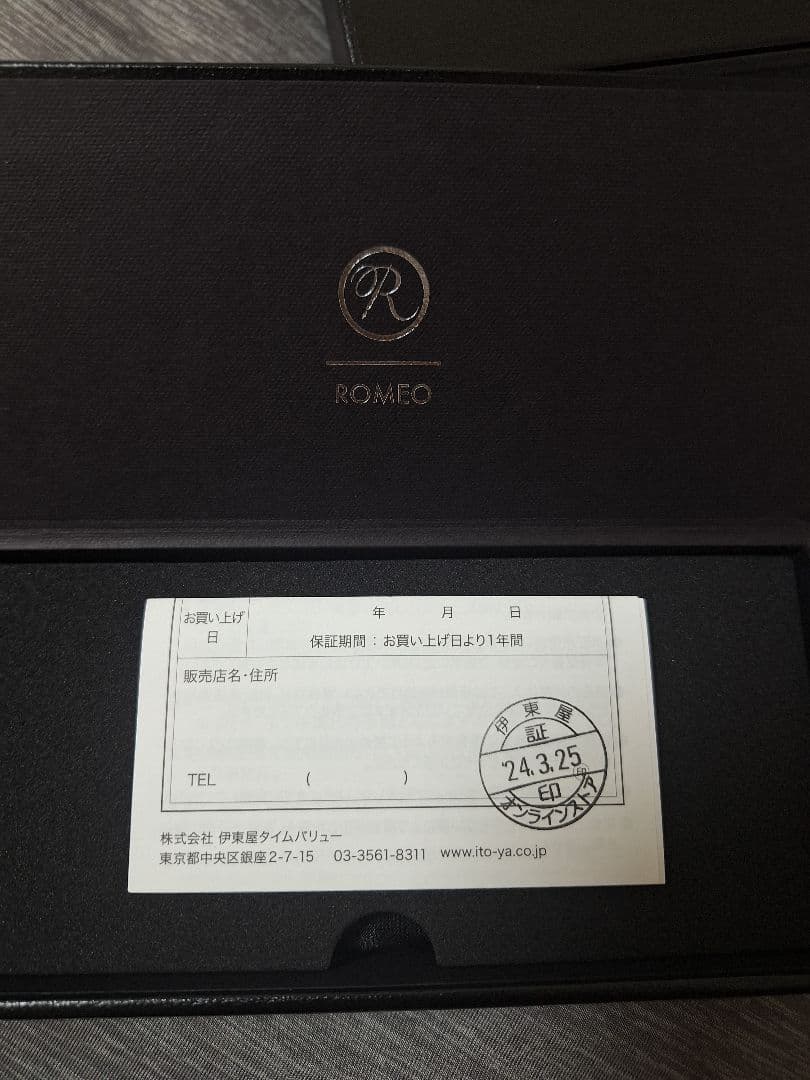 R
ROMEO
お買い上げ日
年 月 日
保証期間：お買い上げ日より1年間
販売店名・住所
TEL ( )
伊東屋
証
'24.3.25
印
オンラインストア
株式会社 伊東屋タイムバリュー
東京都中央区銀座2-7-15 03-3561-8311 www.ito-ya.co.jp